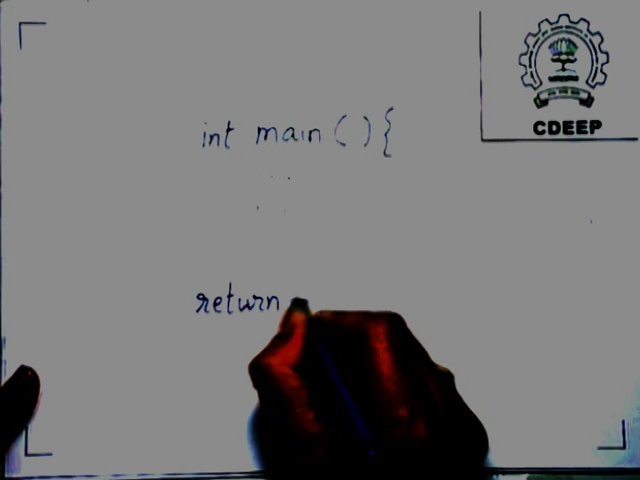 CDEEP
int main ( ) {
return